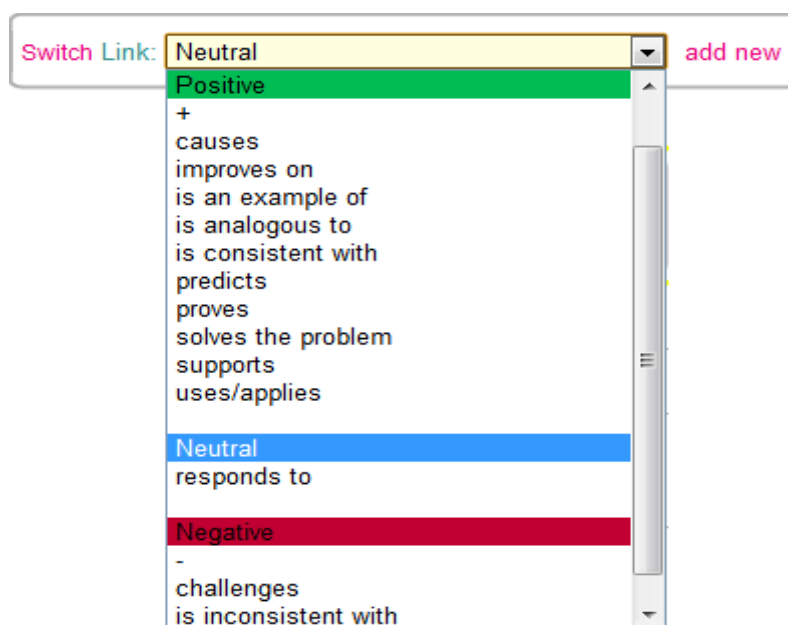 Switch Link: Neutral add new
Positive
+
causes
improves on
is an example of
is analogous to
is consistent with
predicts
proves
solves the problem
supports
uses/applies
Neutral
responds to
Negative
-
challenges
is inconsistent with